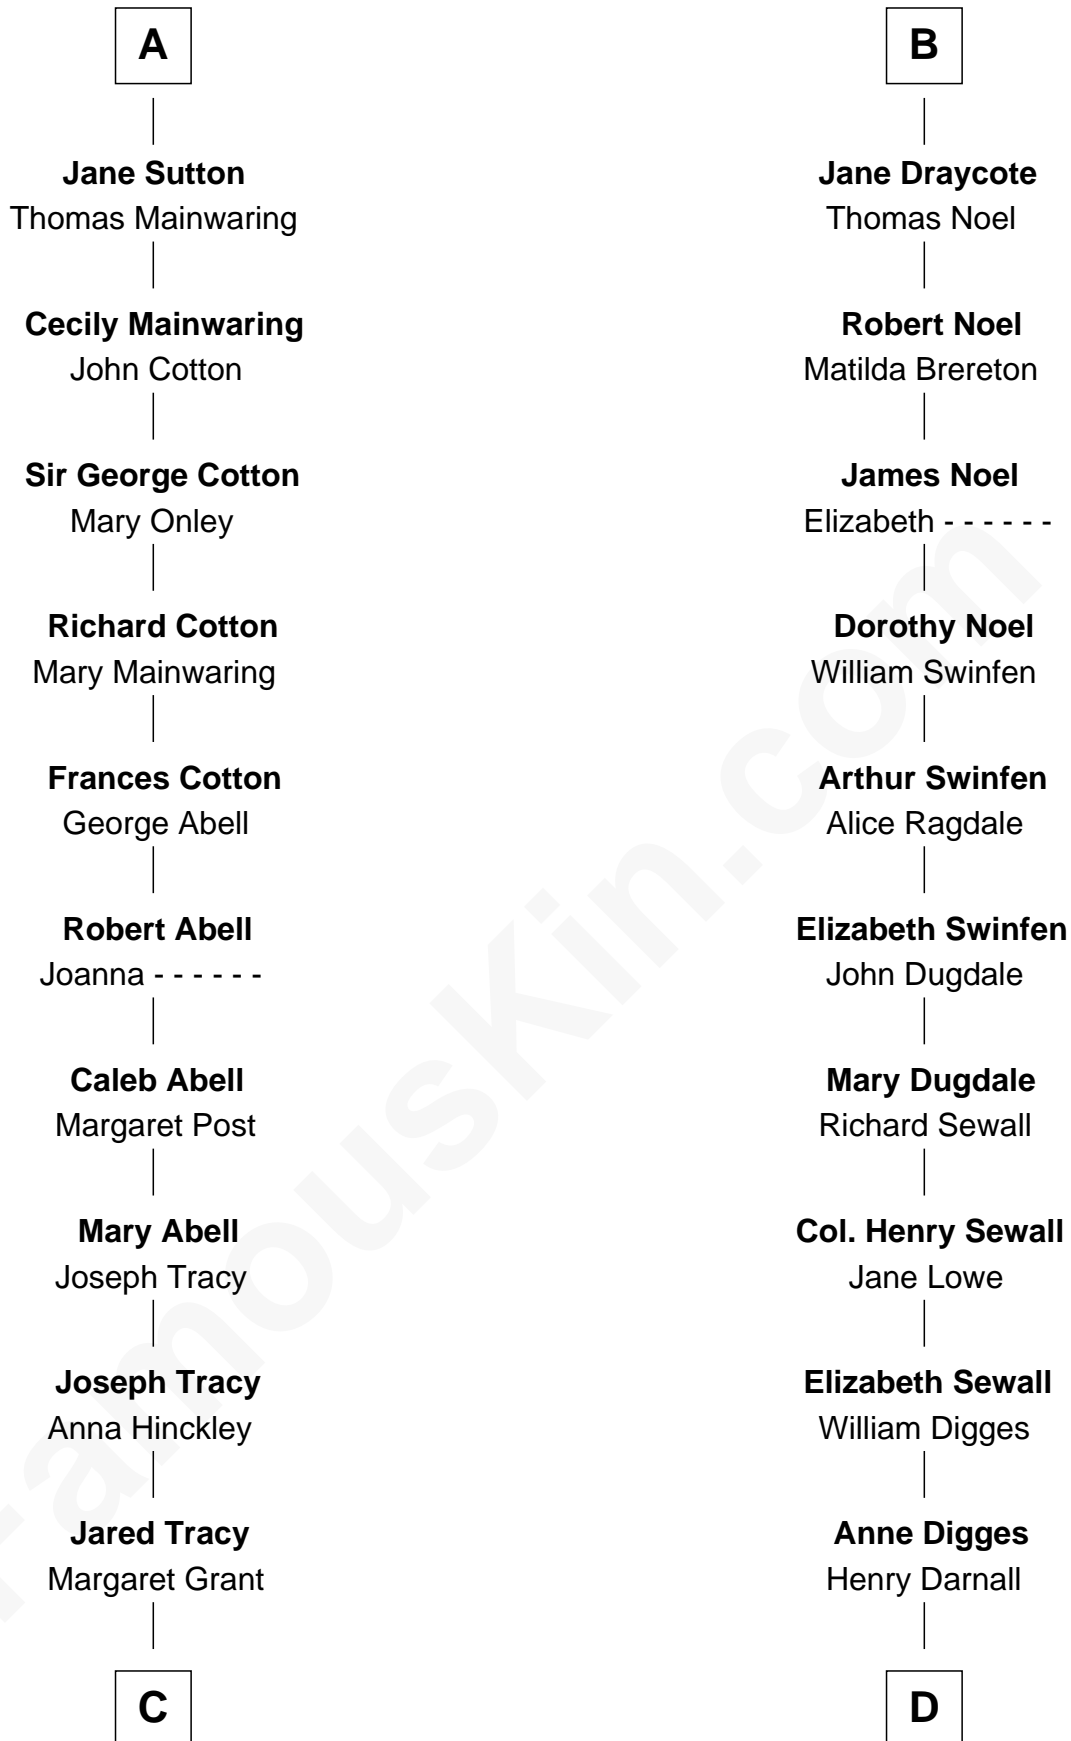 A
Jane Sutton
Thomas Mainwaring
Cecily Mainwaring
John Cotton
Sir George Cotton
Mary Onley
Richard Cotton
Mary Mainwaring
Frances Cotton
George Abell
Robert Abell
Joanna - - - - - -
Caleb Abell
Margaret Post
Mary Abell
Joseph Tracy
Joseph Tracy
Anna Hinckley
Jared Tracy
Margaret Grant
C
B
Jane Draycote
Thomas Noel
Robert Noel
Matilda Brereton
James Noel
Elizabeth - - - - - -
Dorothy Noel
William Swinfen
Arthur Swinfen
Alice Ragdale
Elizabeth Swinfen
John Dugdale
Mary Dugdale
Richard Sewall
Col. Henry Sewall
Jane Lowe
Elizabeth Sewall
William Digges
Anne Digges
Henry Darnall
D
FamousKin.com